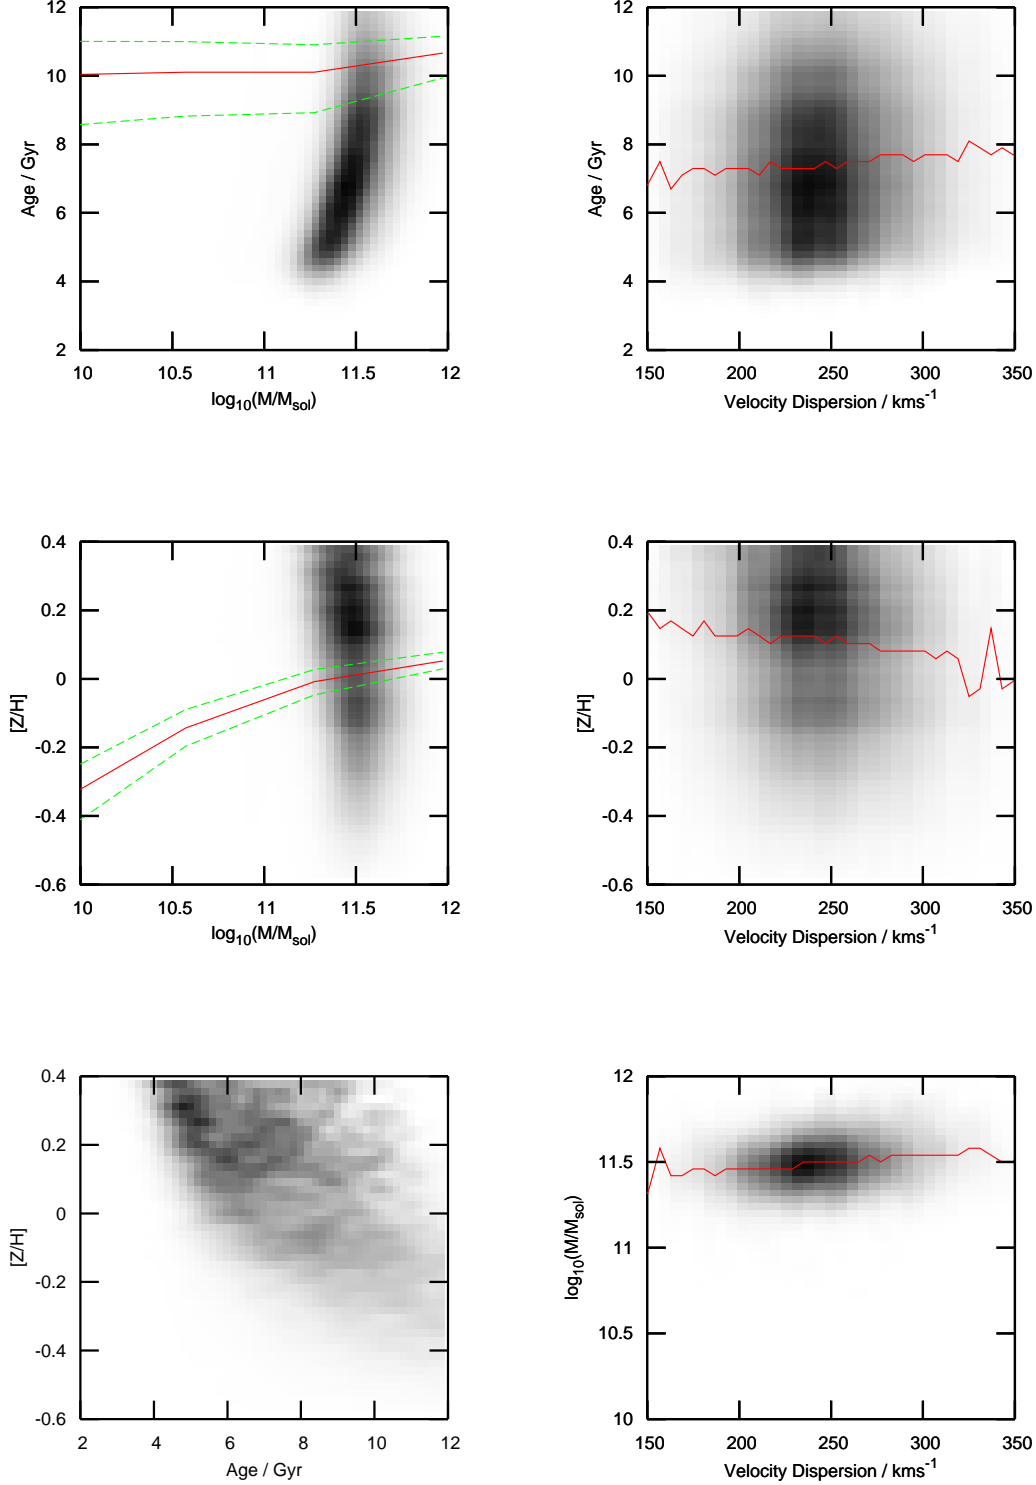 12
10
8
6
4
2
Age / Gyr
10 10.5 11 11.5 12
log10(M/Msol)
12
10
8
6
4
2
Age / Gyr
150 200 250 300 350
Velocity Dispersion / kms-1
0.4
0.2
0
-0.2
-0.4
-0.6
[Z/H]
10 10.5 11 11.5 12
log10(M/Msol)
0.4
0.2
0
-0.2
-0.4
-0.6
[Z/H]
150 200 250 300 350
Velocity Dispersion / kms-1
0.4
0.2
0
-0.2
-0.4
-0.6
[Z/H]
2 4 6 8 10 12
Age / Gyr
12
11.5
11
10.5
10
log10(M/Msol)
150 200 250 300 350
Velocity Dispersion / kms-1